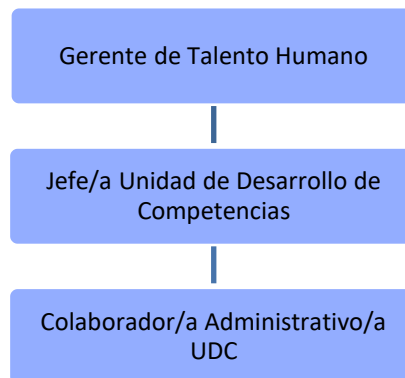 Gerente de Talento Humano
Jefe/a Unidad de Desarrollo de
Competencias
Colaborador/a Administrativo/a
UDC